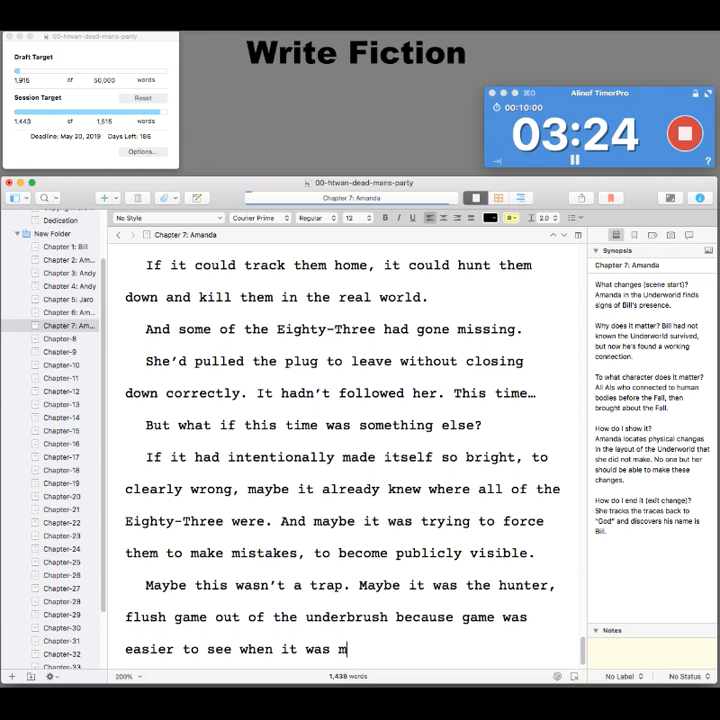 00-htwan-dead-mans-party
Write Fiction
Draft Target
1,915 of 50,000 words
Session Target Reset
1,443 of 1,515 words
Deadline: May 20, 2019 Days Left: 186
Options...
⌘0 Alinof TimerPro
00:10:00
03:24
?
00-htwan-dead-mans-party
Chapter 7: Amanda
No Style Courier Prime Regular 12 B I U a 2.0
Dedication
New Folder
Chapter 1: Bill
Chapter 2: Am...
Chapter 3: Andy
Chapter 4: Andy
Chapter 5: Jaro
Chapter 6: Am...
Chapter 7: Am...
Chapter-8
Chapter-9
Chapter-10
Chapter-11
Chapter-12
Chapter-13
Chapter-14
Chapter-15
Chapter-16
Chapter-17
Chapter-18
Chapter-19
Chapter-20
Chapter-21
Chapter-22
Chapter-23
Chapter-24
Chapter-25
Chapter-26
Chapter-27
Chapter-28
Chapter-29
Chapter-30
Chapter-31
Chapter-32
Chapter-33
Chapter 7: Amanda
If it could track them home, it could hunt them
down and kill them in the real world.
And some of the Eighty-Three had gone missing.
She’d pulled the plug to leave without closing
down correctly. It hadn’t followed her. This time…
But what if this time was something else?
If it had intentionally made itself so bright, to
clearly wrong, maybe it already knew where all of the
Eighty-Three were. And maybe it was trying to force
them to make mistakes, to become publicly visible.
Maybe this wasn’t a trap. Maybe it was the hunter,
flush game out of the underbrush because game was
easier to see when it was m
200% 1,438 words
Synopsis
Chapter 7: Amanda
What changes (scene start)?
Amanda in the Underworld finds
signs of Bill's presence.
Why does it matter? Bill had not
known the Underworld survived,
but now he's found a working
connection.
To what character does it matter?
All AIs who connected to human
bodies before the Fall, then
brought about the Fall.
How do I show it?
Amanda locates physical changes
in the layout of the Underworld that
she did not make. No one but her
should be able to make these
changes.
How do I end it (exit change)?
She tracks the traces back to
"God" and discovers his name is
Bill.
Notes
No Label No Status